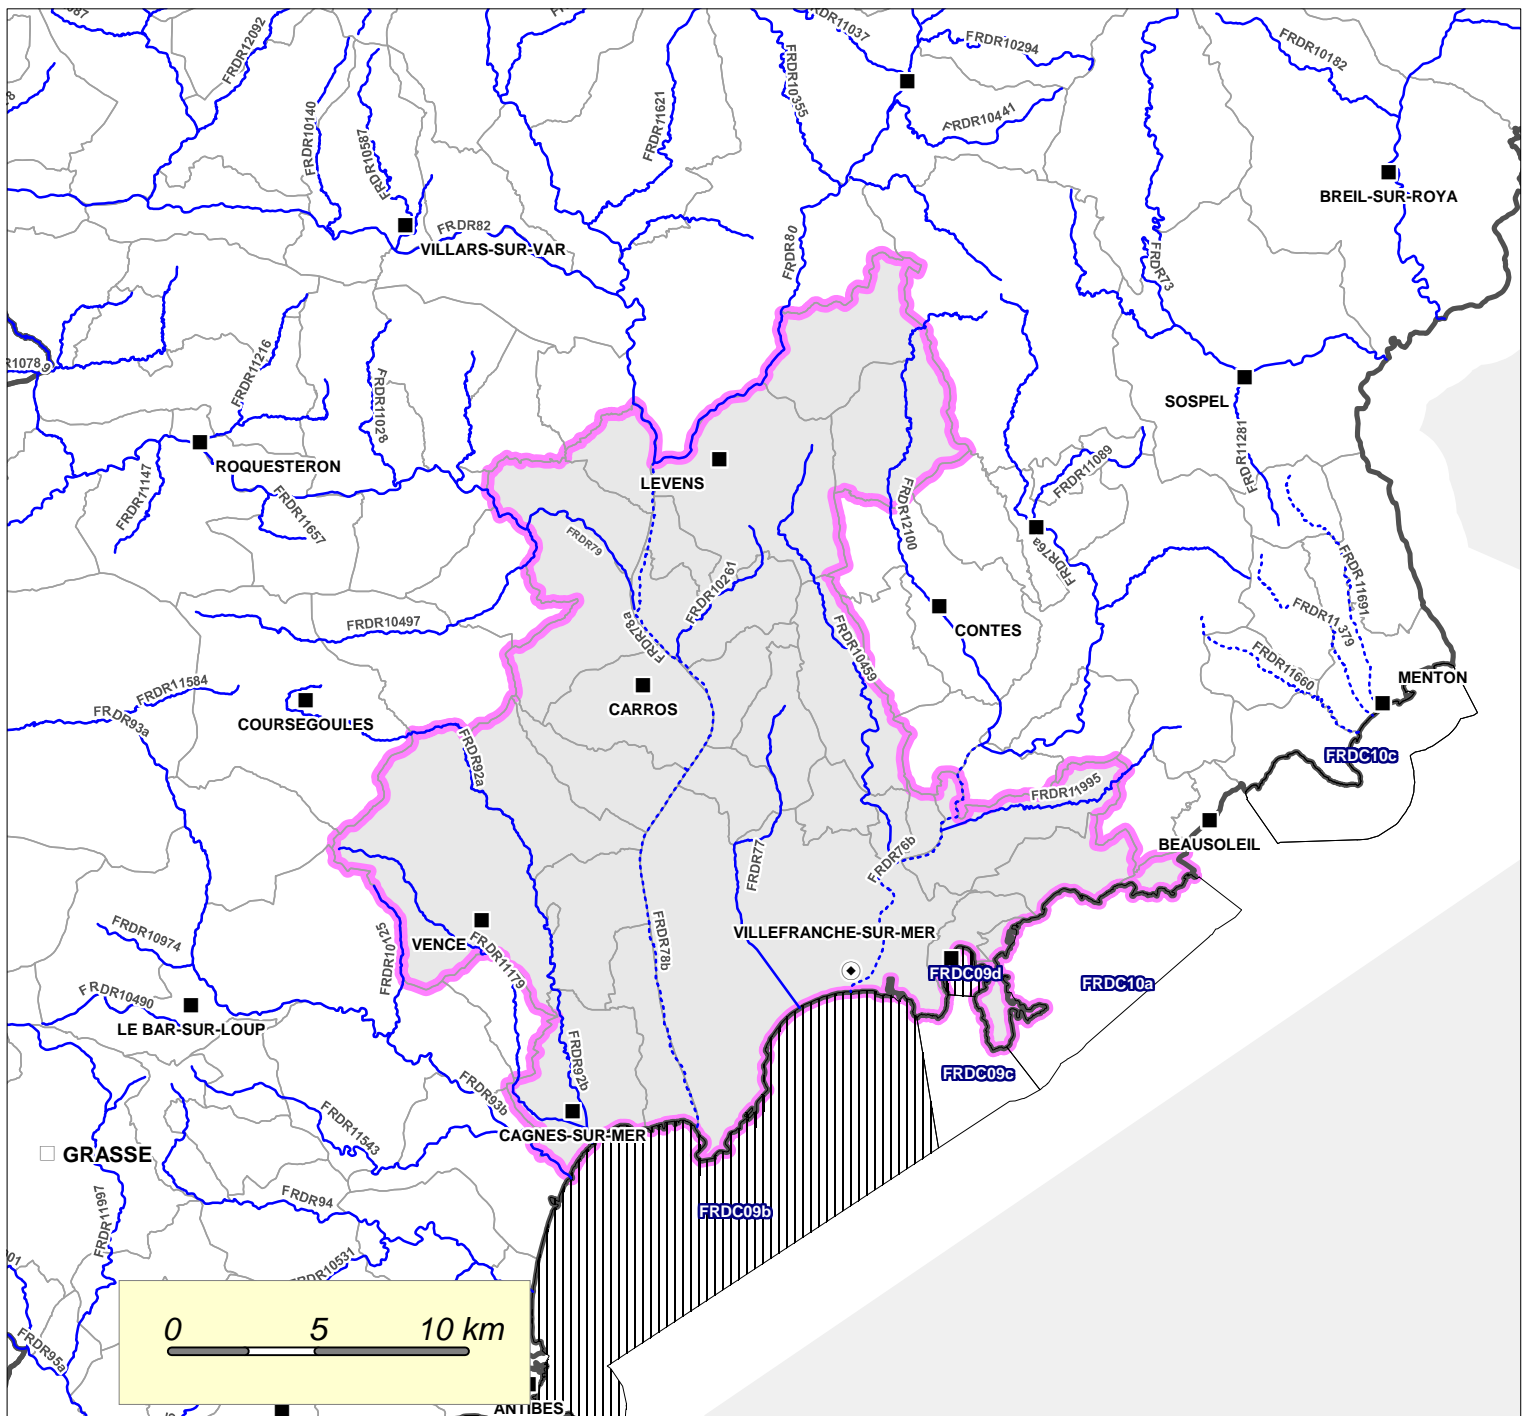 FRDR12092
FRDR11037
FRDR10294
FRDR10182
FRDR10140
FRDR10587
FRDR11621
FRDR10355
FRDR10441
BREIL-SUR-ROYA
FRDR82
VILLARS-SUR-VAR
FRDR80
FRDR73
FRDR11216
FRDR11028
SOSPEL
FRDR11281
ROQUESTERON
LEVENS
FRDR11147
FRDR11657
FRDR12100
FRDR11089
FRDR79
FRDR76a
FRDR10261
FRDR11691
FRDR10497
FRDR78a
FRDR10459
CONTES
FRDR11379
FRDR11660
MENTON
FRDR11584
FRDR93a
COURSEGOULES
CARROS
FRDC10c
FRDR92a
FRDR11995
BEAUSOLEIL
FRDR77
FRDR76b
FRDR10974
FRDR10125
VENCE
FRDR11179
FRDR78b
VILLEFRANCHE-SUR-MER
FRDC09d
FRDC10a
FRDR10490
LE BAR-SUR-LOUP
FRDR92b
FRDC09c
FRDR93b
FRDR11543
CAGNES-SUR-MER
GRASSE
FRDR94
FRDC09b
FRDR11997
FRDR10531
0 5 10 km
FRDR95a
ANTIBES